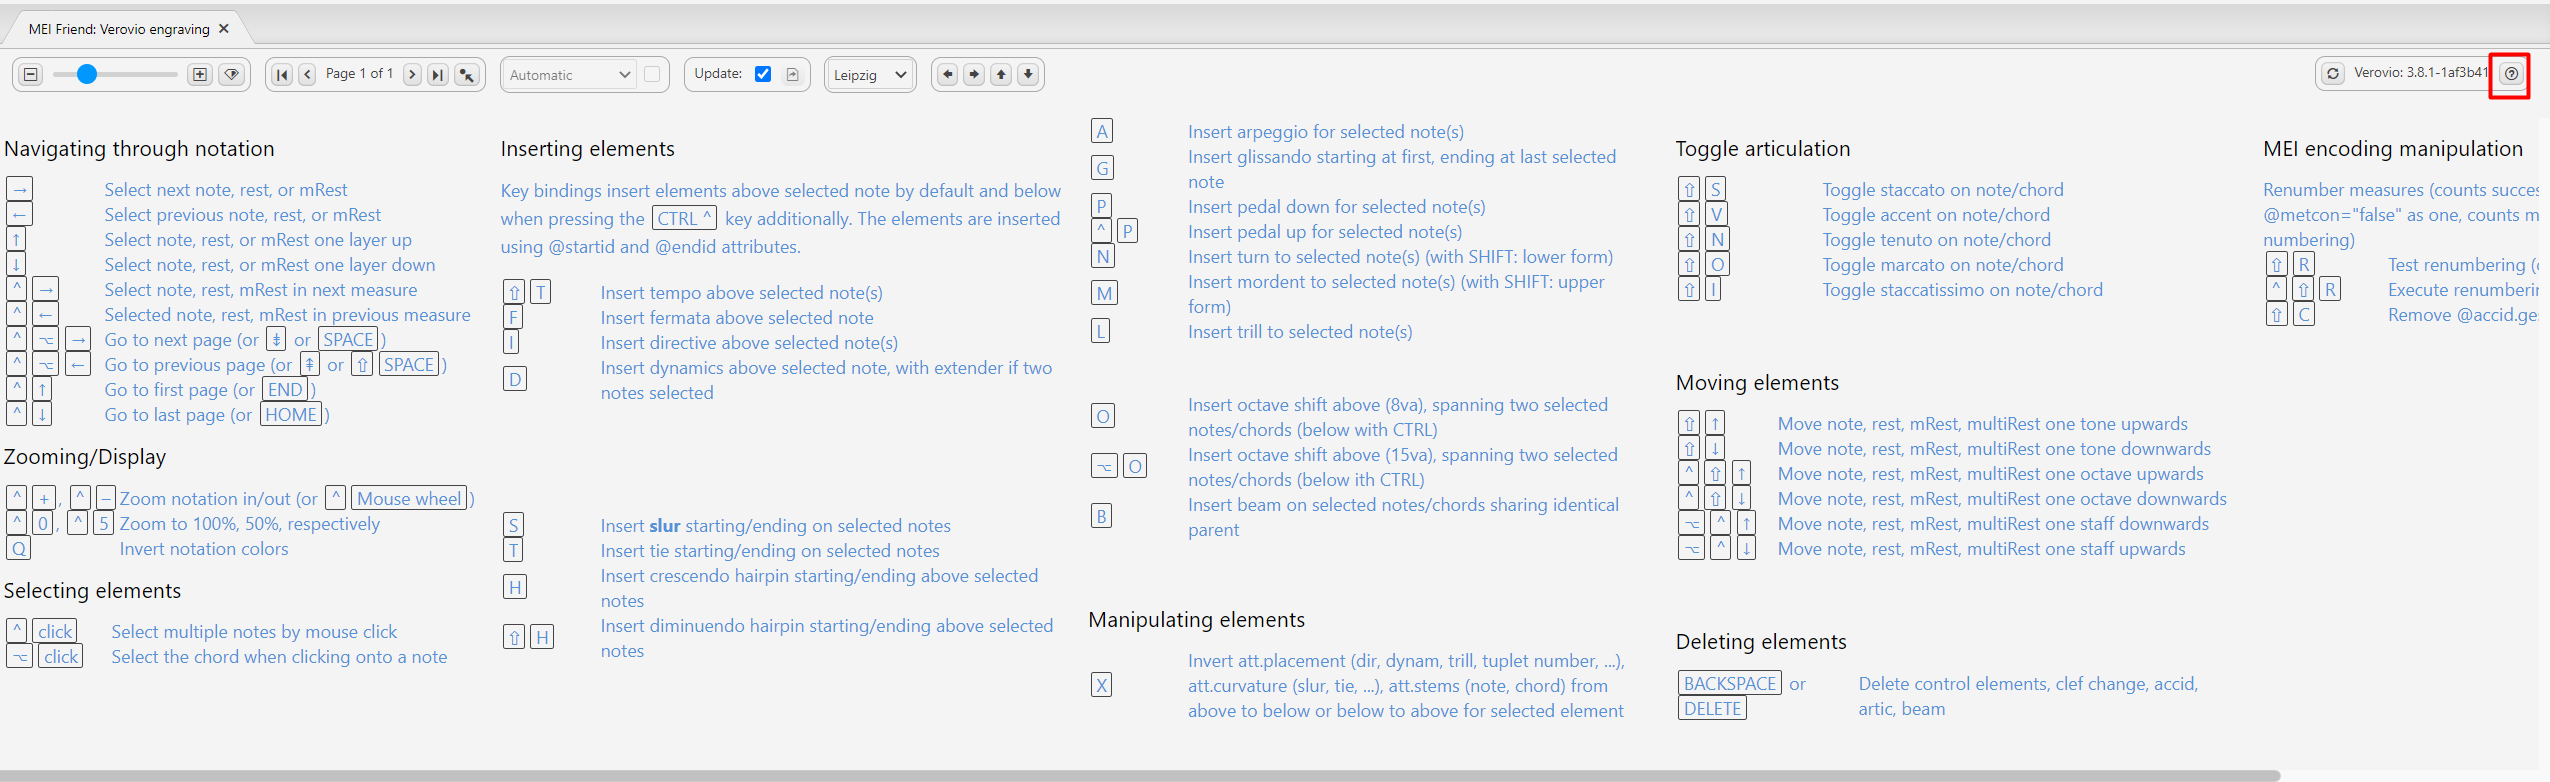 MEI Friend: Verovio engraving ✕
Page 1 of 1
Automatic
Update:
Leipzig
Verovio: 3.8.1-1af3b41
Navigating through notation
→ Select next note, rest, or mRest
← Select previous note, rest, or mRest
↑ Select note, rest, or mRest one layer up
↓ Select note, rest, or mRest one layer down
^ → Select note, rest, mRest in next measure
^ ← Selected note, rest, mRest in previous measure
^ ⌥ → Go to next page (or ⇟ or SPACE )
^ ⌥ ← Go to previous page (or ⇞ or ⇧ SPACE )
^ ↑ Go to first page (or END )
^ ↓ Go to last page (or HOME )
Zooming/Display
^ + , ^ − Zoom notation in/out (or ^ Mouse wheel )
^ 0 , ^ 5 Zoom to 100%, 50%, respectively
Q Invert notation colors
Selecting elements
^ click Select multiple notes by mouse click
⌥ click Select the chord when clicking onto a note
Inserting elements
Key bindings insert elements above selected note by default and below
when pressing the CTRL ^ key additionally. The elements are inserted
using @startid and @endid attributes.
⇧ T Insert tempo above selected note(s)
F Insert fermata above selected note
I Insert directive above selected note(s)
D Insert dynamics above selected note, with extender if two
notes selected
S Insert slur starting/ending on selected notes
T Insert tie starting/ending on selected notes
H Insert crescendo hairpin starting/ending above selected
notes
⇧ H Insert diminuendo hairpin starting/ending above selected
notes
A Insert arpeggio for selected note(s)
G Insert glissando starting at first, ending at last selected
note
P Insert pedal down for selected note(s)
^ P Insert pedal up for selected note(s)
N Insert turn to selected note(s) (with SHIFT: lower form)
M Insert mordent to selected note(s) (with SHIFT: upper
form)
L Insert trill to selected note(s)
O Insert octave shift above (8va), spanning two selected
notes/chords (below with CTRL)
⌥ O Insert octave shift above (15va), spanning two selected
notes/chords (below ith CTRL)
B Insert beam on selected notes/chords sharing identical
parent
Manipulating elements
X Invert att.placement (dir, dynam, trill, tuplet number, ...),
att.curvature (slur, tie, ...), att.stems (note, chord) from
above to below or below to above for selected element
Toggle articulation
⇧ S Toggle staccato on note/chord
⇧ V Toggle accent on note/chord
⇧ N Toggle tenuto on note/chord
⇧ O Toggle marcato on note/chord
⇧ I Toggle staccatissimo on note/chord
Moving elements
⇧ ↑ Move note, rest, mRest, multiRest one tone upwards
⇧ ↓ Move note, rest, mRest, multiRest one tone downwards
^ ⇧ ↑ Move note, rest, mRest, multiRest one octave upwards
^ ⇧ ↓ Move note, rest, mRest, multiRest one octave downwards
⌥ ^ ↑ Move note, rest, mRest, multiRest one staff downwards
⌥ ^ ↓ Move note, rest, mRest, multiRest one staff upwards
Deleting elements
BACKSPACE or Delete control elements, clef change, accid,
DELETE artic, beam
MEI encoding manipulation
Renumber measures (counts succes
@metcon="false" as one, counts m
numbering)
⇧ R Test renumbering (
^ ⇧ R Execute renumberin
⇧ C Remove @accid.ges